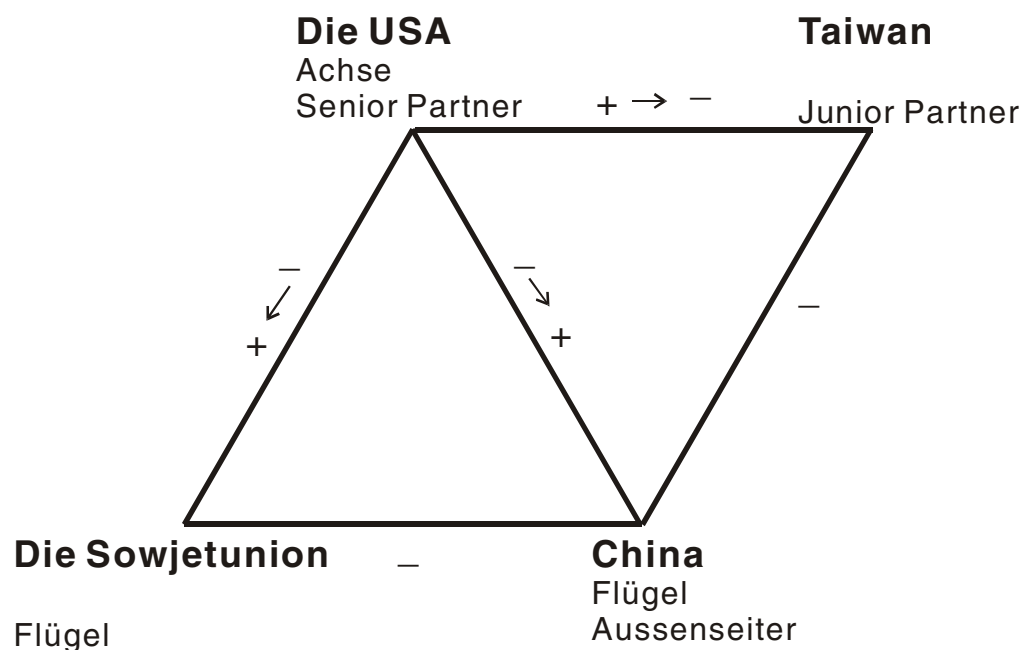 Die USA
Achse
Senior Partner
Taiwan
Junior Partner
+ → −
−
↙
+
−
↘
+
−
Die Sowjetunion
Flügel
−
China
Flügel
Aussenseiter